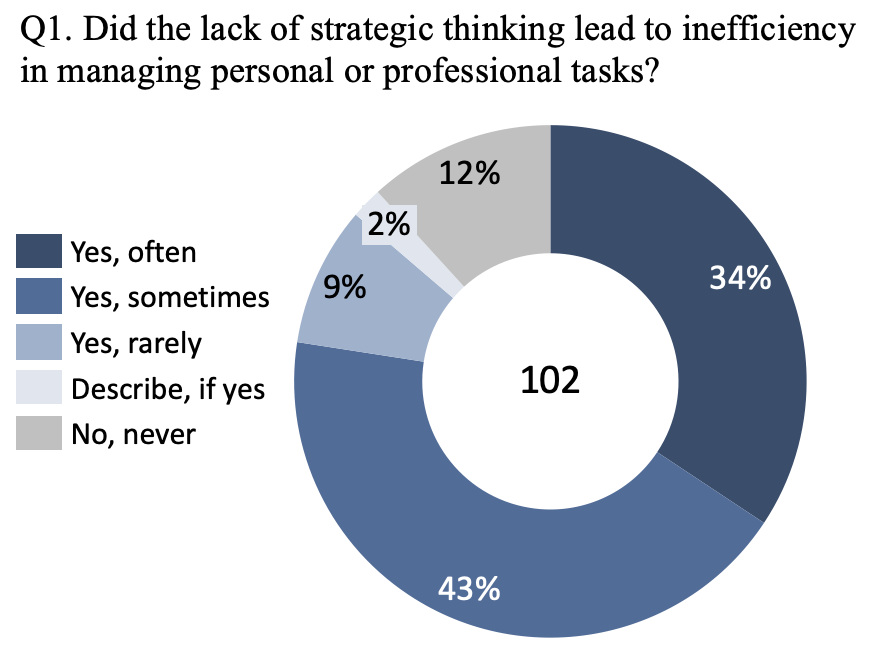 Q1. Did the lack of strategic thinking lead to inefficiency
in managing personal or professional tasks?
12%
2%
34%
9%
Yes, often
Yes, sometimes
Yes, rarely
Describe, if yes
No, never
102
43%